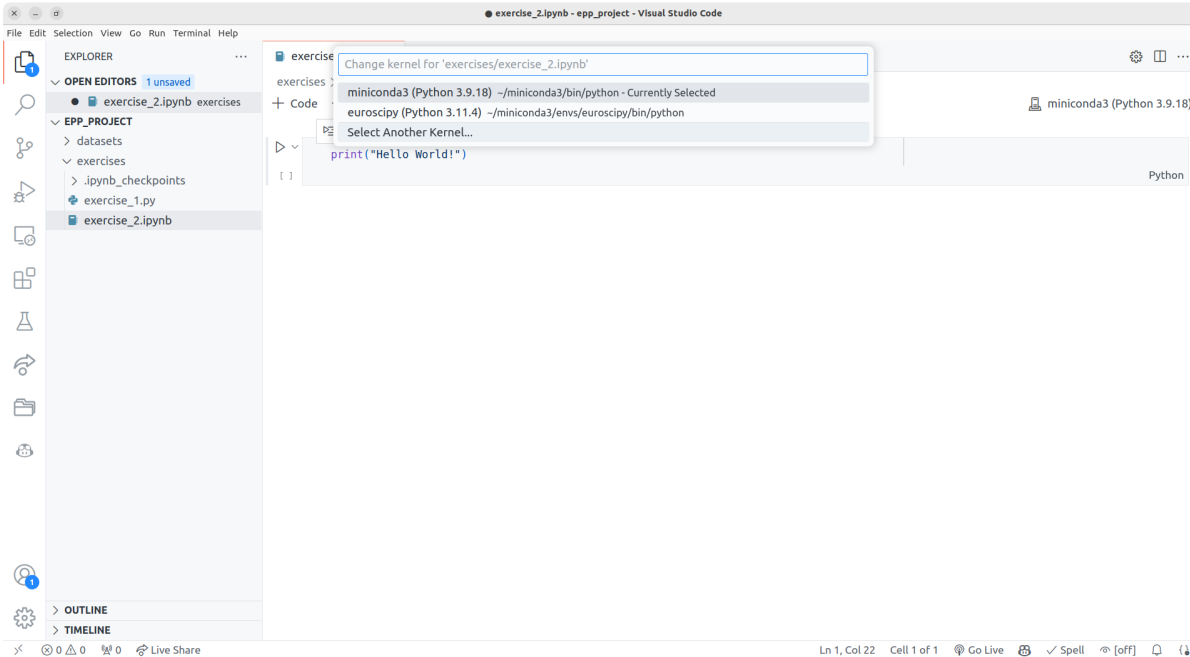 ● exercise_2.ipynb - epp_project - Visual Studio Code
File Edit Selection View Go Run Terminal Help
EXPLORER
OPEN EDITORS 1 unsaved
● exercise_2.ipynb exercises
EPP_PROJECT
datasets
exercises
.ipynb_checkpoints
exercise_1.py
exercise_2.ipynb
OUTLINE
TIMELINE
1
1
exercise
exercises
+ Code
Change kernel for 'exercises/exercise_2.ipynb'
miniconda3 (Python 3.9.18) ~/miniconda3/bin/python - Currently Selected
euroscipy (Python 3.11.4) ~/miniconda3/envs/euroscipy/bin/python
Select Another Kernel...
miniconda3 (Python 3.9.18)
print("Hello World!")
[ ]
Python
0 0 0 Live Share
Ln 1, Col 22 Cell 1 of 1 Go Live Spell [off]